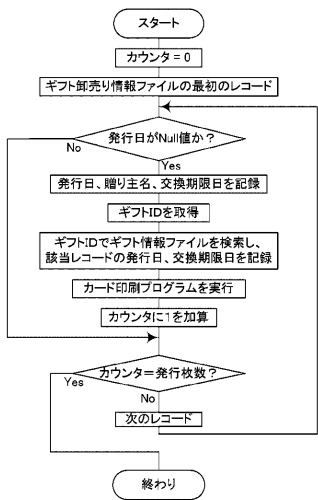 スタート
カウンタ = 0
ギフト卸売り情報ファイルの最初のレコード
発行日がNull値か？
No
Yes
発行日、贈り主名、交換期限日を記録
ギフトIDを取得
ギフトIDでギフト情報ファイルを検索し、
該当レコードの発行日、交換期限日を記録
カード印刷プログラムを実行
カウンタに1を加算
カウンタ＝発行枚数？
Yes
No
次のレコード
終わり